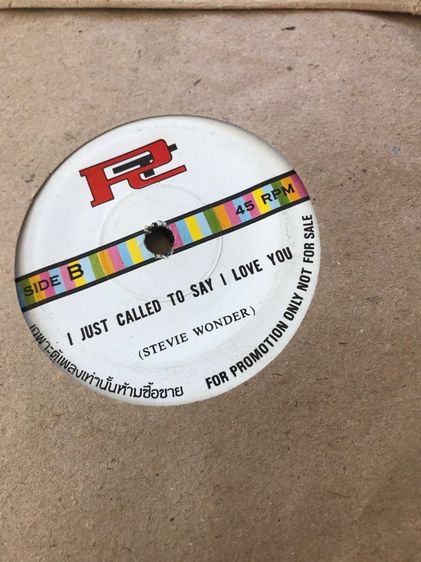 SIDE B 45 RPM
I JUST CALLED TO SAY I LOVE YOU
(STEVIE WONDER)
เฉพาะตู้เพลงเท่านั้นห้ามซื้อขาย
FOR PROMOTION ONLY NOT FOR SALE